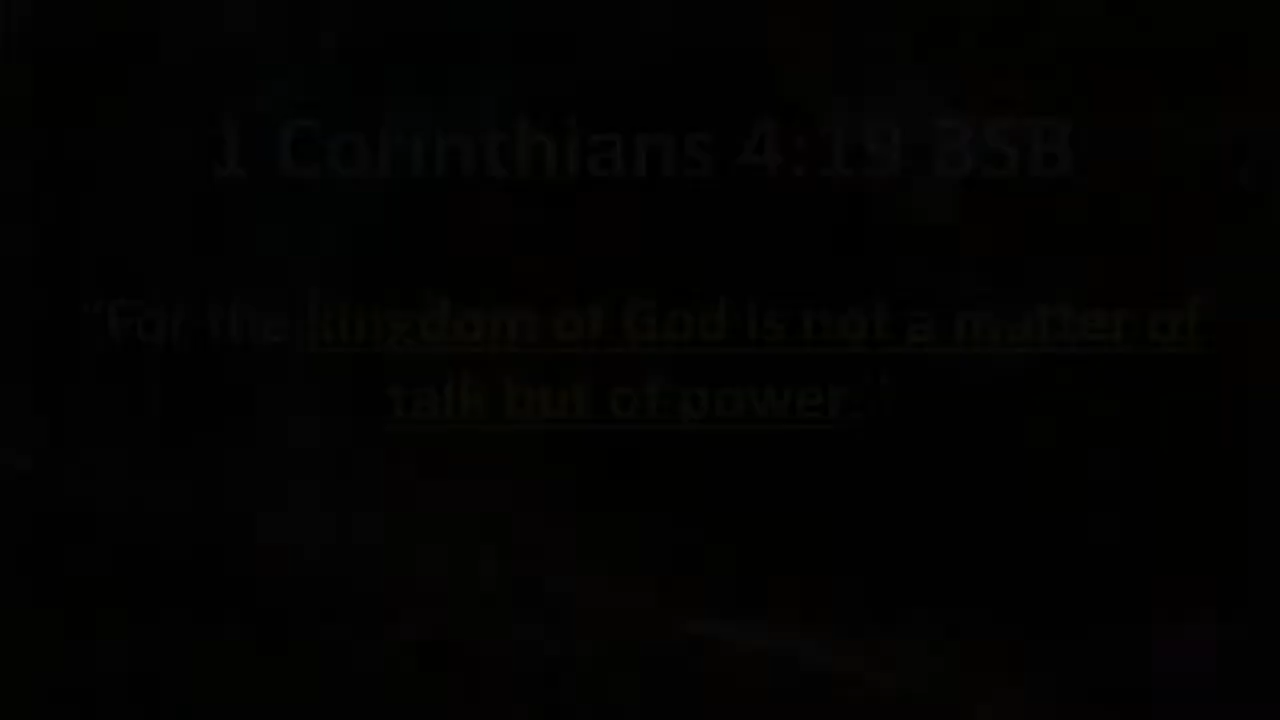 1 Corinthians 4:19 BSB
“For the kingdom of God is not a matter of
talk but of power.”